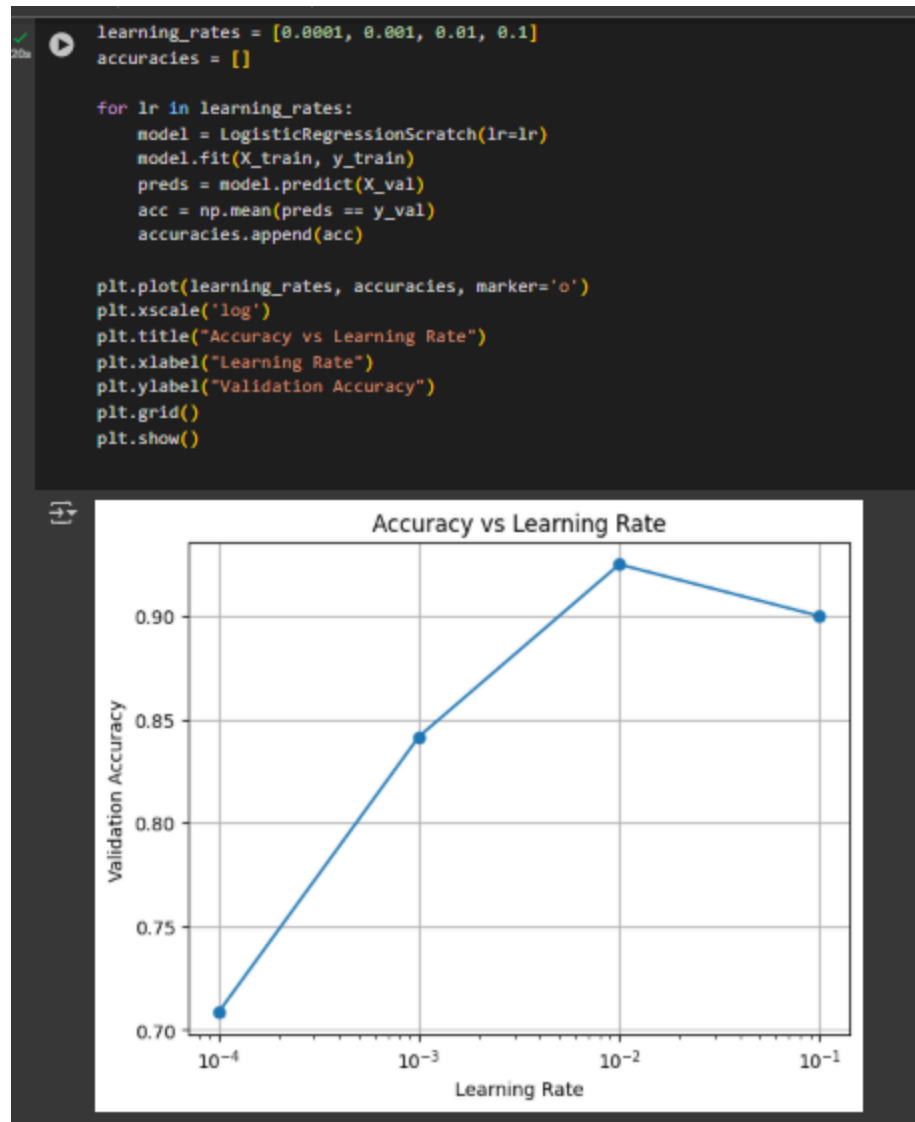 learning_rates = [0.0001, 0.001, 0.01, 0.1]
20s
accuracies = []
for lr in learning_rates:
    model = LogisticRegressionScratch(lr=lr)
    model.fit(X_train, y_train)
    preds = model.predict(X_val)
    acc = np.mean(preds == y_val)
    accuracies.append(acc)
plt.plot(learning_rates, accuracies, marker='o')
plt.xscale('log')
plt.title("Accuracy vs Learning Rate")
plt.xlabel("Learning Rate")
plt.ylabel("Validation Accuracy")
plt.grid()
plt.show()
Accuracy vs Learning Rate
0.90
0.85
0.80
0.75
0.70
Validation Accuracy
10⁻⁴ 10⁻³ 10⁻² 10⁻¹
Learning Rate